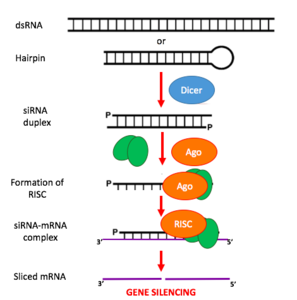 dsRNA
or
Hairpin
Dicer
siRNA
duplex
P
P
Ago
Formation of
RISC
P
Ago
siRNA-mRNA
complex
P
RISC
3'
5'
Sliced mRNA
3'
5'
GENE SILENCING